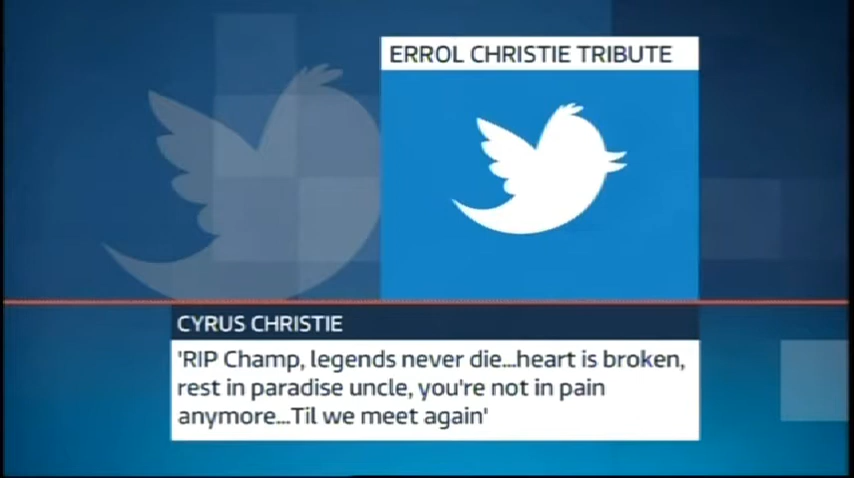 ERROL CHRISTIE TRIBUTE
CYRUS CHRISTIE
'RIP Champ, legends never die...heart is broken,
rest in paradise uncle, you're not in pain
anymore...Til we meet again'